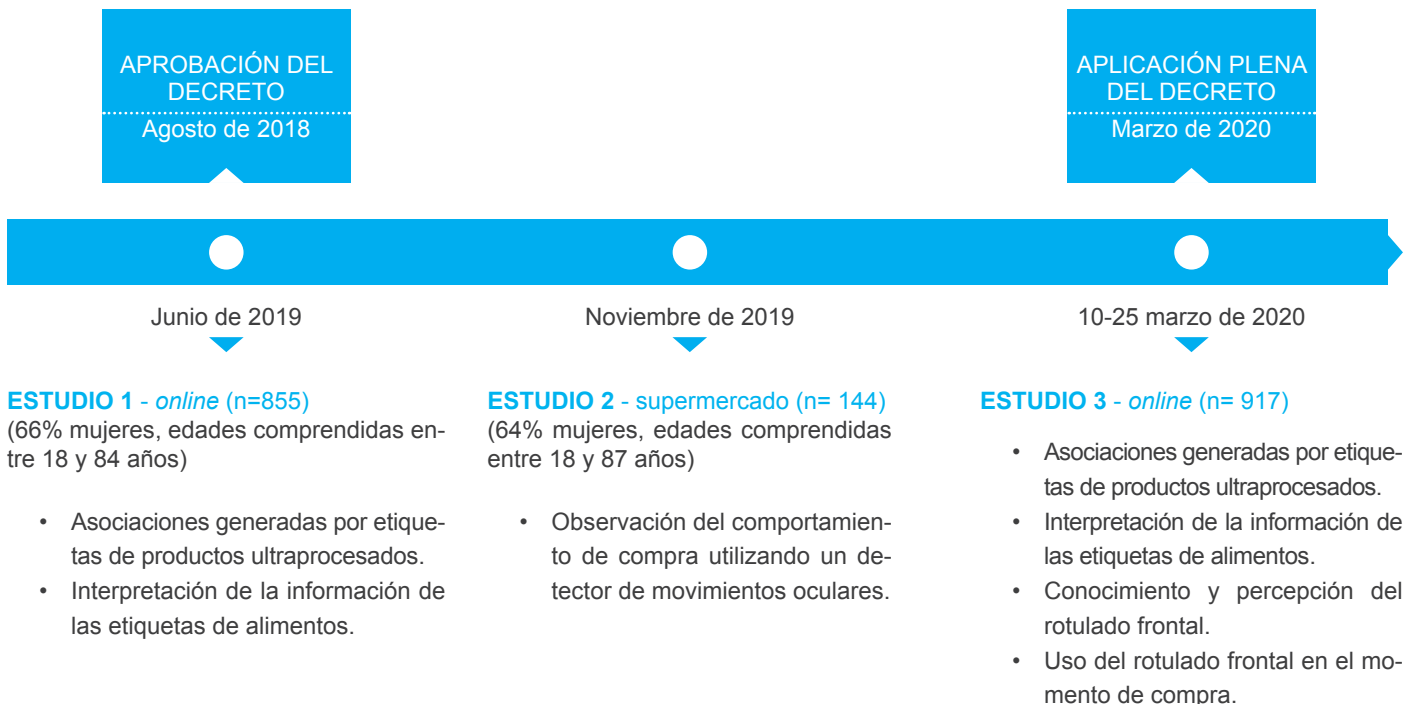 APROBACIÓN DEL
DECRETO
Agosto de 2018
APLICACIÓN PLENA
DEL DECRETO
Marzo de 2020
Junio de 2019
Noviembre de 2019
10-25 marzo de 2020
ESTUDIO 1 - online (n=855)
(66% mujeres, edades comprendidas en-
tre 18 y 84 años)
• Asociaciones generadas por etique-
tas de productos ultraprocesados.
• Interpretación de la información de
las etiquetas de alimentos.
ESTUDIO 2 - supermercado (n= 144)
(64% mujeres, edades comprendidas
entre 18 y 87 años)
• Observación del comportamien-
to de compra utilizando un de-
tector de movimientos oculares.
ESTUDIO 3 - online (n= 917)
• Asociaciones generadas por etique-
tas de productos ultraprocesados.
• Interpretación de la información de
las etiquetas de alimentos.
• Conocimiento y percepción del
rotulado frontal.
• Uso del rotulado frontal en el mo-
mento de compra.